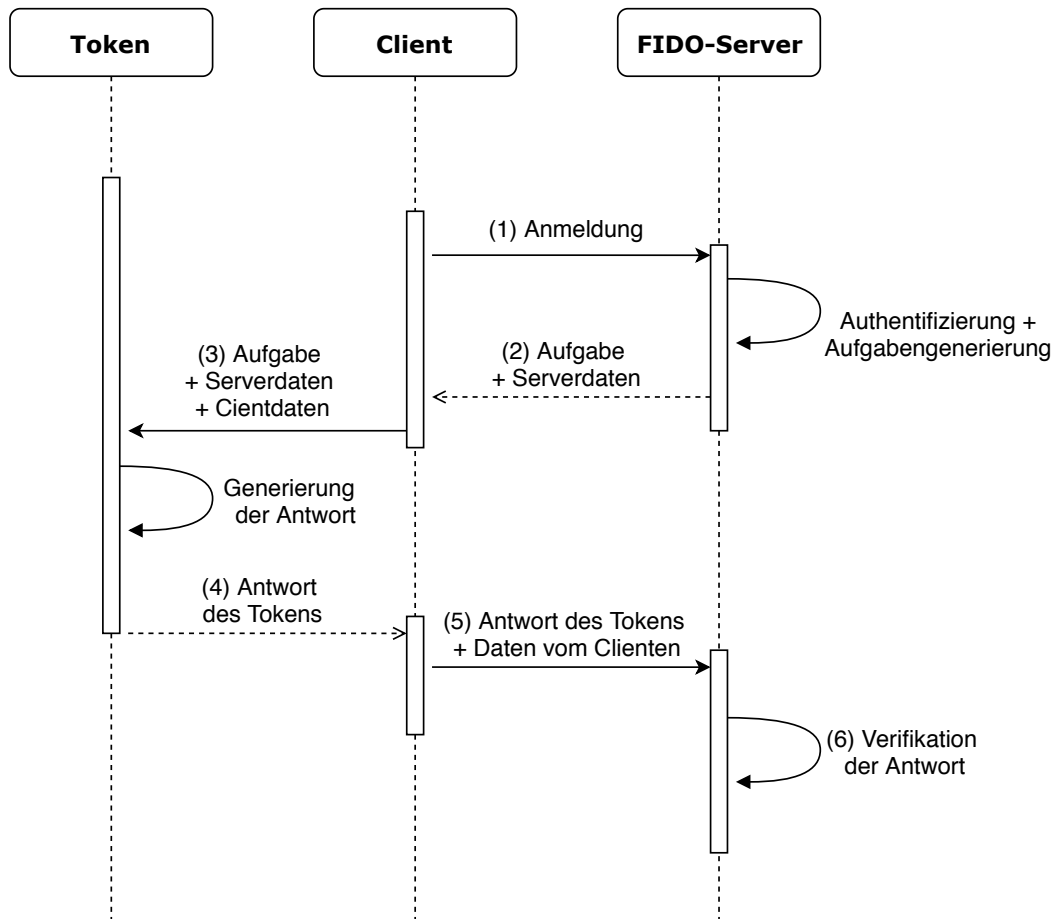 Token
Client
FIDO-Server
(1) Anmeldung
Authentifizierung +
Aufgabengenerierung
(2) Aufgabe
+ Serverdaten
(3) Aufgabe
+ Serverdaten
+ Cientdaten
Generierung
der Antwort
(4) Antwort
des Tokens
(5) Antwort des Tokens
+ Daten vom Clienten
(6) Verifikation
der Antwort